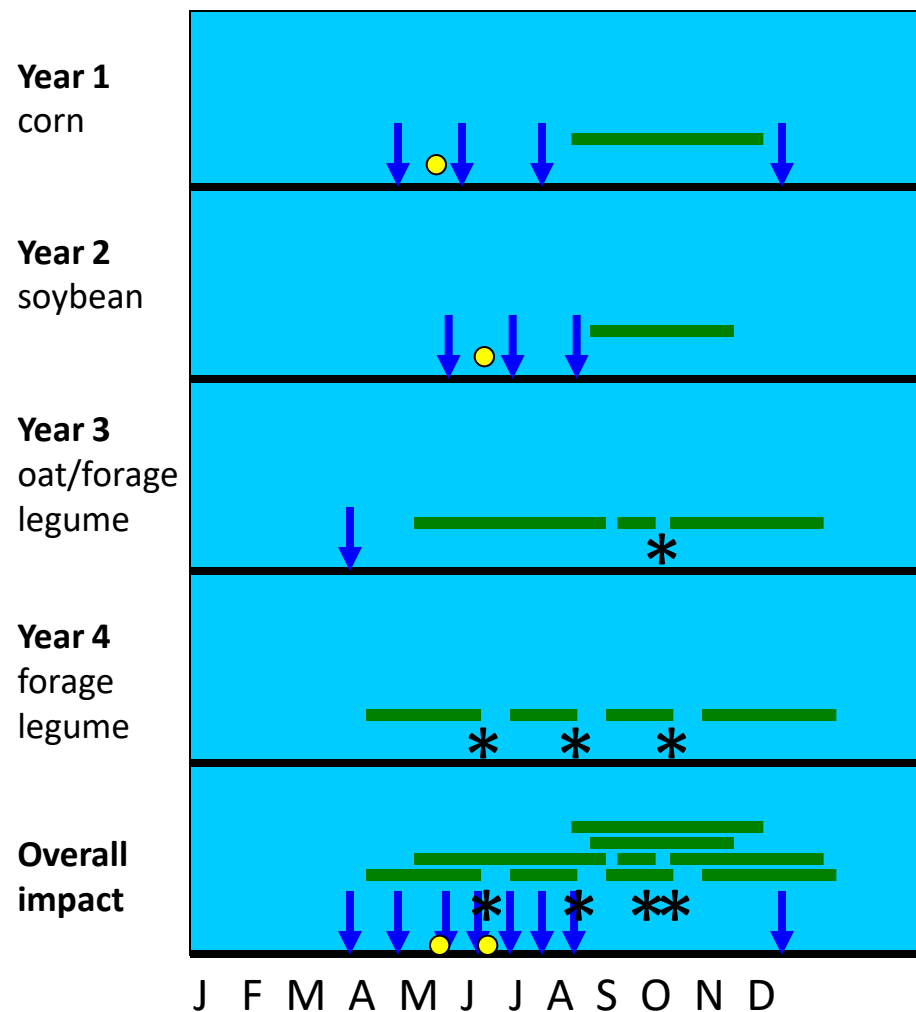 Year 1
corn
Year 2
soybean
Year 3
oat/forage
legume
Year 4
forage
legume
Overall
impact
J F M A M J J A S O N D